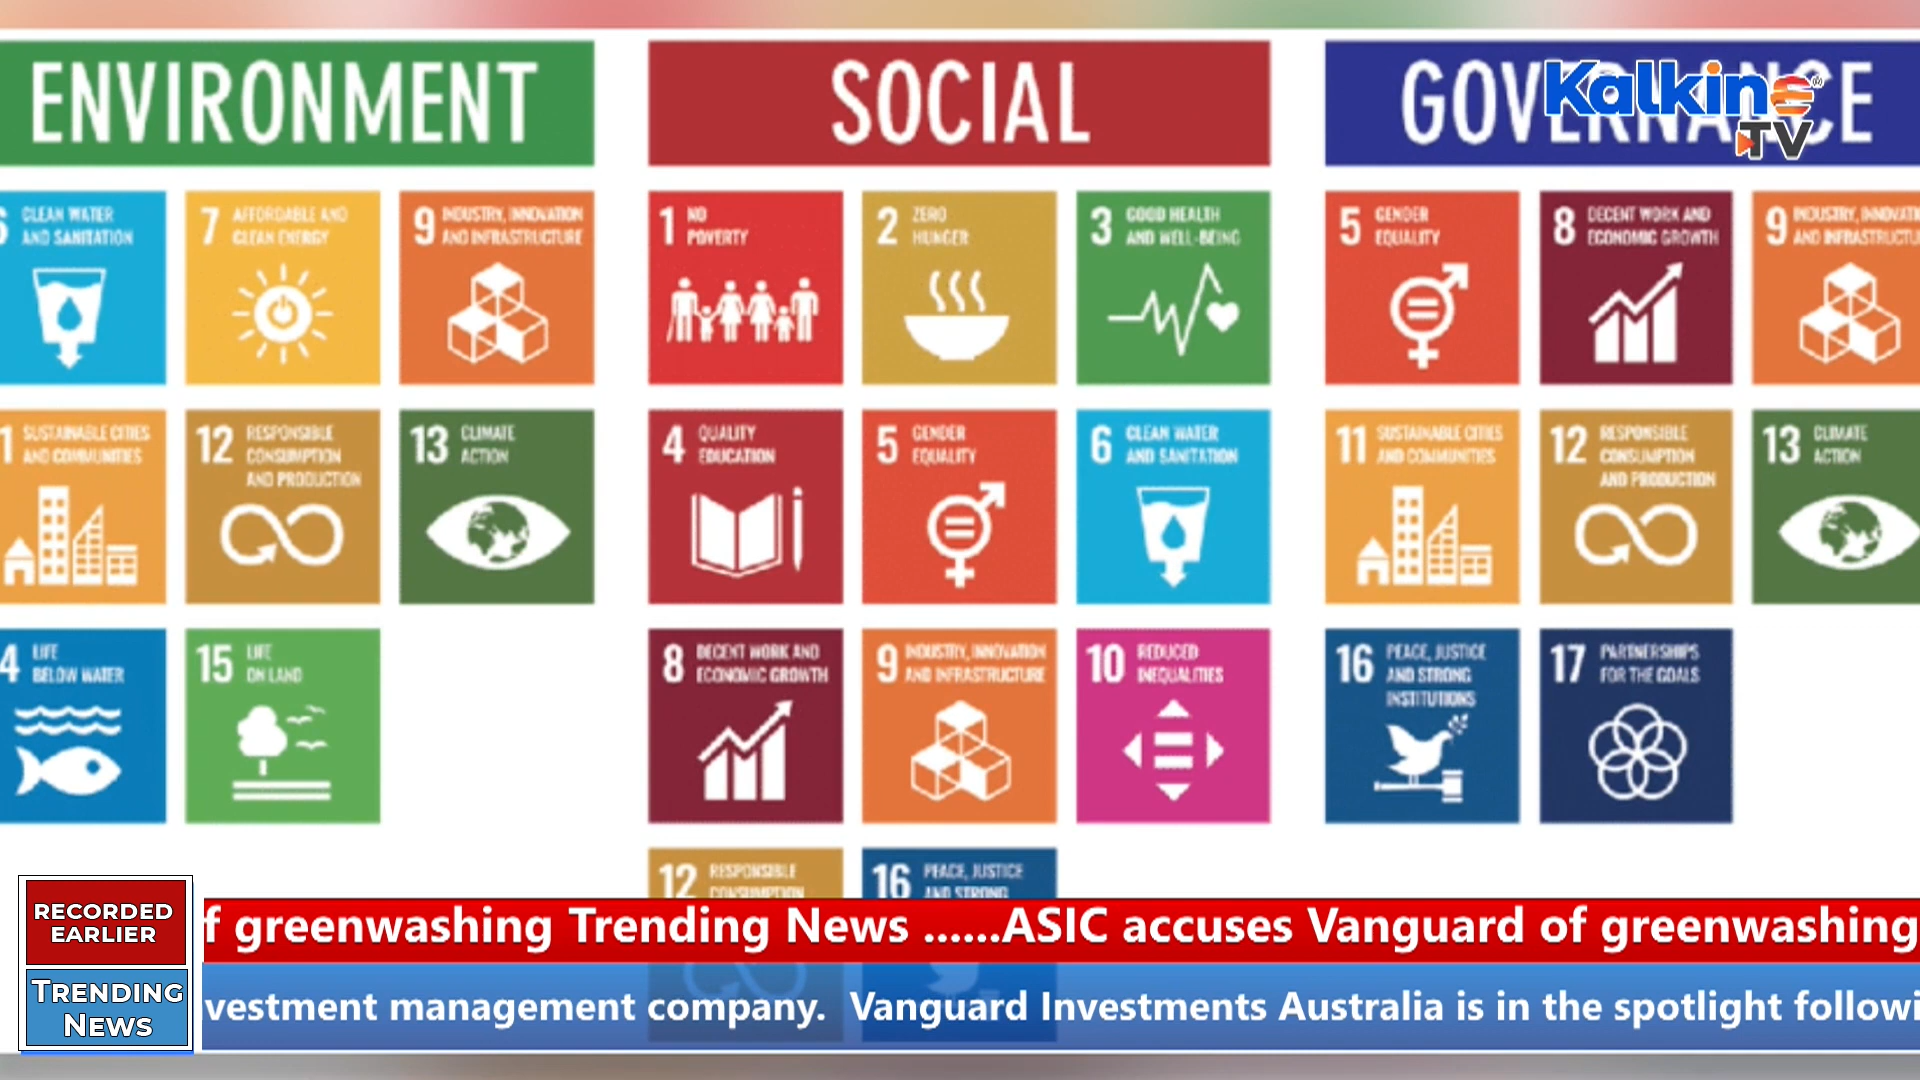 ENVIRONMENT
SOCIAL
GOVERNANCE
Kalkine
TV
6 CLEAN WATER
AND SANITATION
7 AFFORDABLE AND
CLEAN ENERGY
9 INDUSTRY, INNOVATION
AND INFRASTRUCTURE
1 NO
POVERTY
2 ZERO
HUNGER
3 GOOD HEALTH
AND WELL-BEING
5 GENDER
EQUALITY
8 DECENT WORK AND
ECONOMIC GROWTH
9 INDUSTRY, INNOVATI
AND INFRASTRUCTU
1 SUSTAINABLE CITIES
AND COMMUNITIES
12 RESPONSIBLE
CONSUMPTION
AND PRODUCTION
13 CLIMATE
ACTION
4 QUALITY
EDUCATION
5 GENDER
EQUALITY
6 CLEAN WATER
AND SANITATION
11 SUSTAINABLE CITIES
AND COMMUNITIES
12 RESPONSIBLE
CONSUMPTION
AND PRODUCTION
13 CLIMATE
ACTION
4 LIFE
BELOW WATER
15 LIFE
ON LAND
8 DECENT WORK AND
ECONOMIC GROWTH
9 INDUSTRY, INNOVATION
AND INFRASTRUCTURE
10 REDUCED
INEQUALITIES
16 PEACE, JUSTICE
AND STRONG
INSTITUTIONS
17 PARTNERSHIPS
FOR THE GOALS
12 RESPONSIBLE
CONSUMPTION
16 PEACE, JUSTICE
AND STRONG
RECORDED
EARLIER
f greenwashing Trending News ......ASIC accuses Vanguard of greenwashing
TRENDING
NEWS
vestment management company. Vanguard Investments Australia is in the spotlight followi